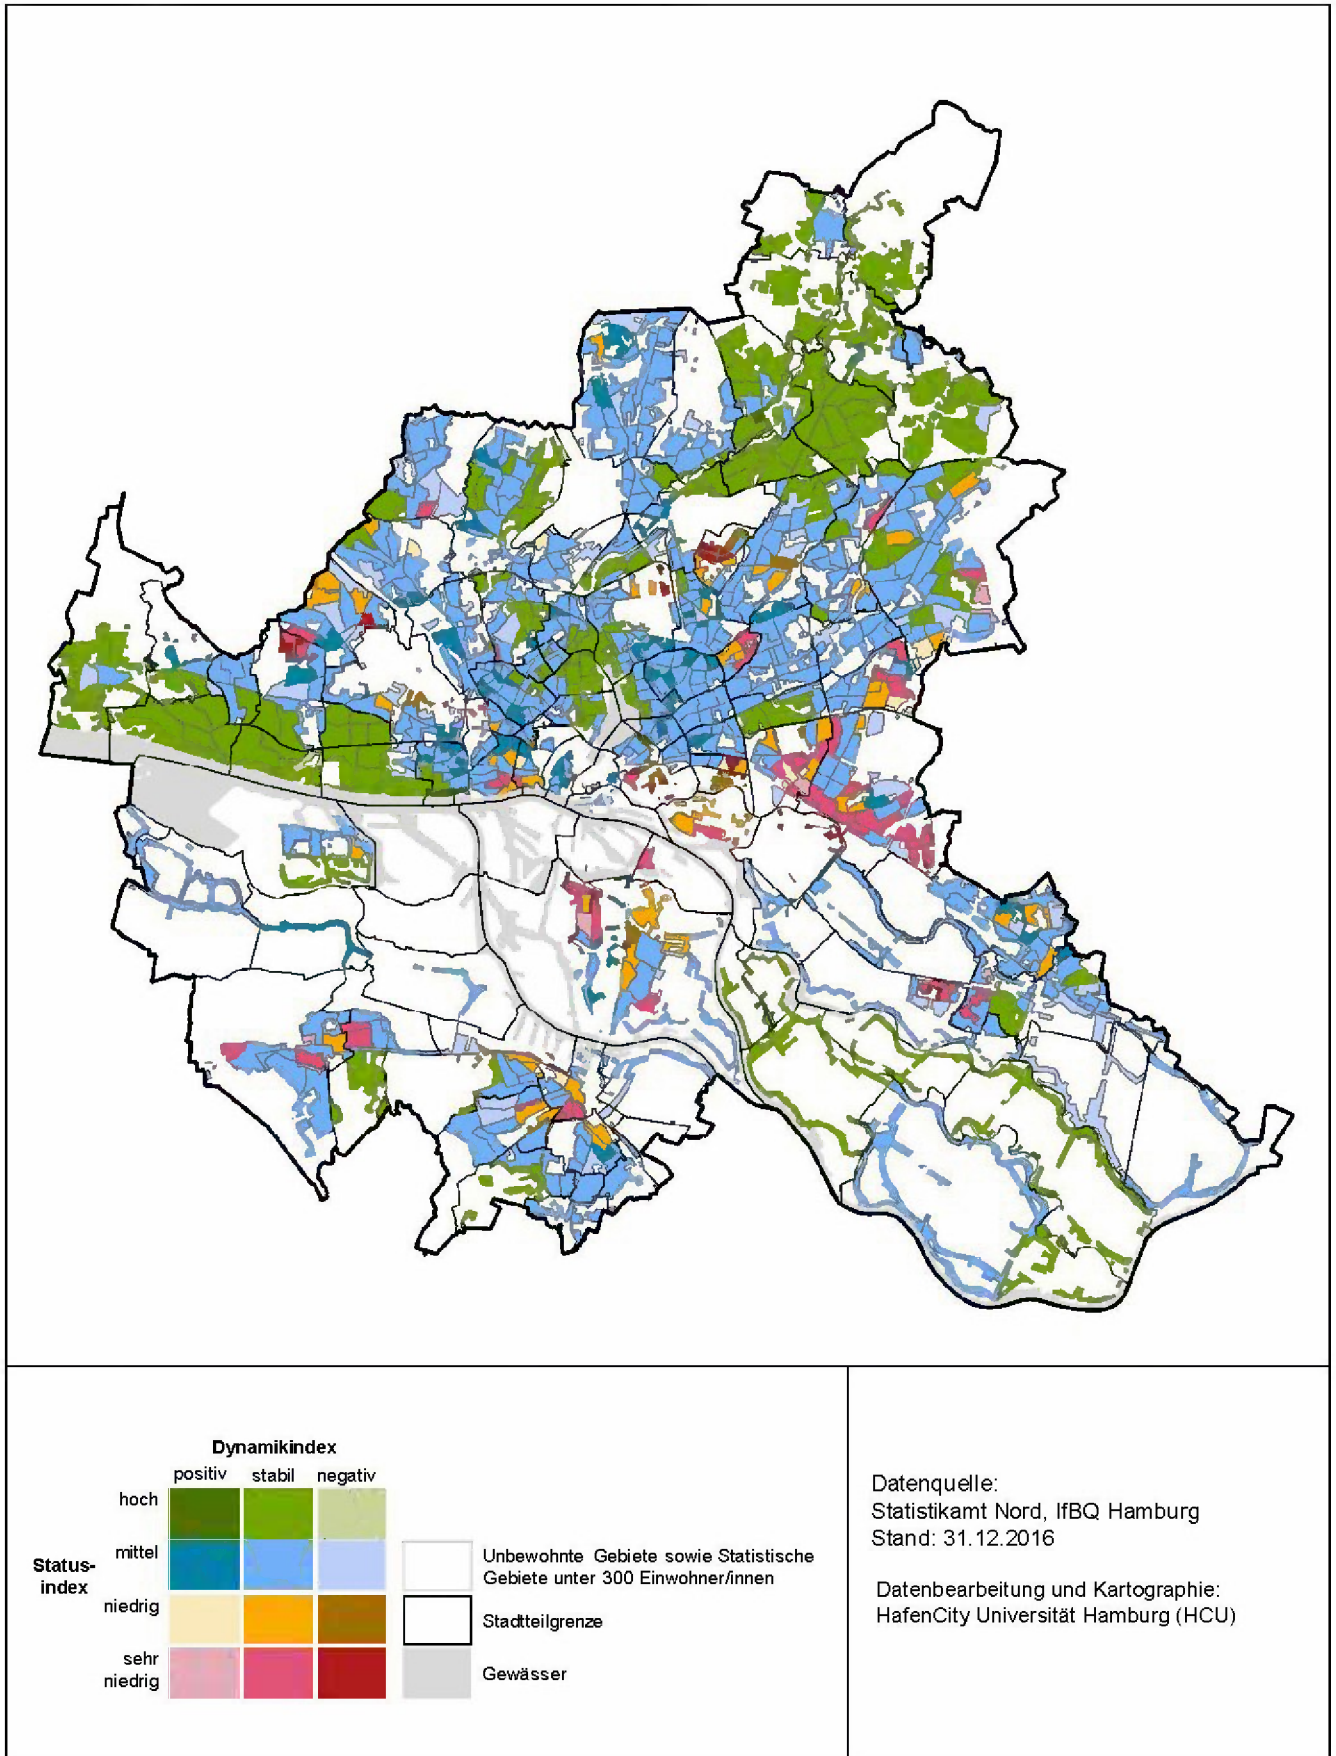 Dynamikindex
positiv stabil negativ
hoch
mittel
Status-
index
niedrig
sehr
niedrig
Unbewohnte Gebiete sowie Statistische
Gebiete unter 300 Einwohner/innen
Stadtteilgrenze
Gewässer
Datenquelle:
Statistikamt Nord, IfBQ Hamburg
Stand: 31.12.2016
Datenbearbeitung und Kartographie:
HafenCity Universität Hamburg (HCU)